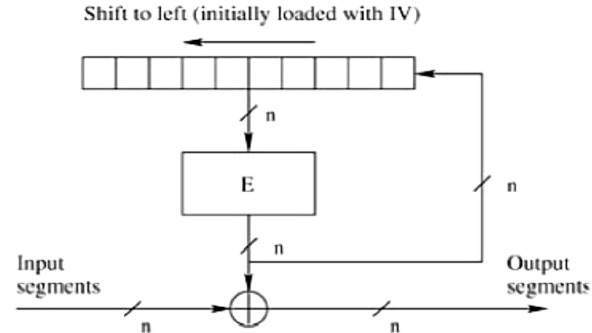 Shift to left (initially loaded with IV)
n
E
n
n
Input
segments
Output
segments
n
n